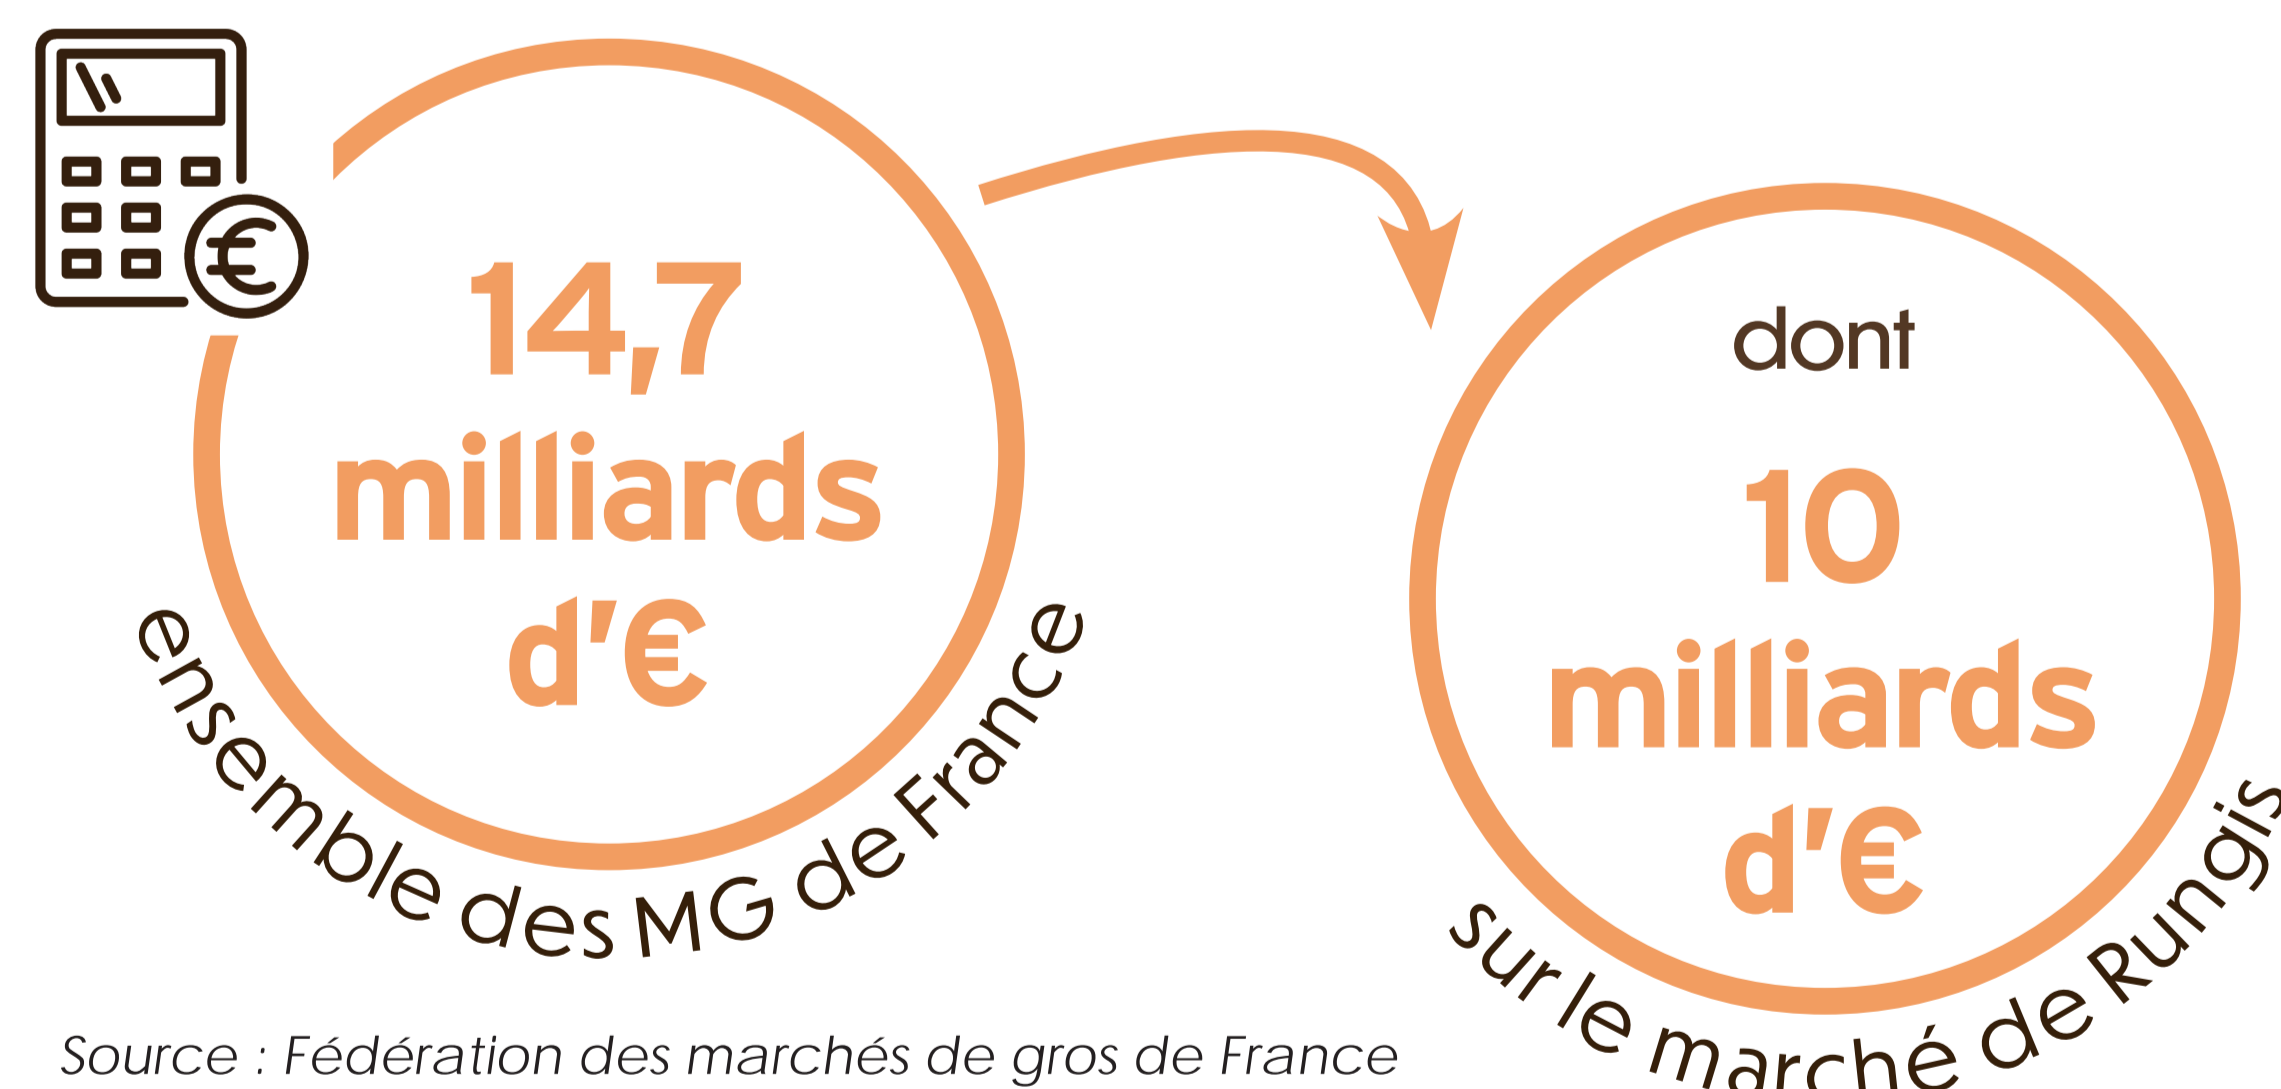 14,7
milliards
d'€
ensemble des MG de France
dont
10
milliards
d'€
sur le marché de Rungis
Source : Fédération des marchés de gros de France